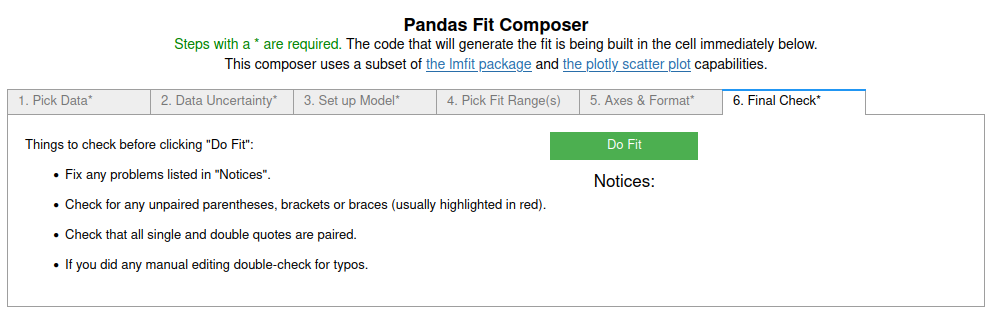 Pandas Fit Composer
Steps with a * are required. The code that will generate the fit is being built in the cell immediately below.
This composer uses a subset of the lmfit package and the plotly scatter plot capabilities.
1. Pick Data*
2. Data Uncertainty*
3. Set up Model*
4. Pick Fit Range(s)
5. Axes & Format*
6. Final Check*
Things to check before clicking "Do Fit":
• Fix any problems listed in "Notices".
• Check for any unpaired parentheses, brackets or braces (usually highlighted in red).
• Check that all single and double quotes are paired.
• If you did any manual editing double-check for typos.
Do Fit
Notices: